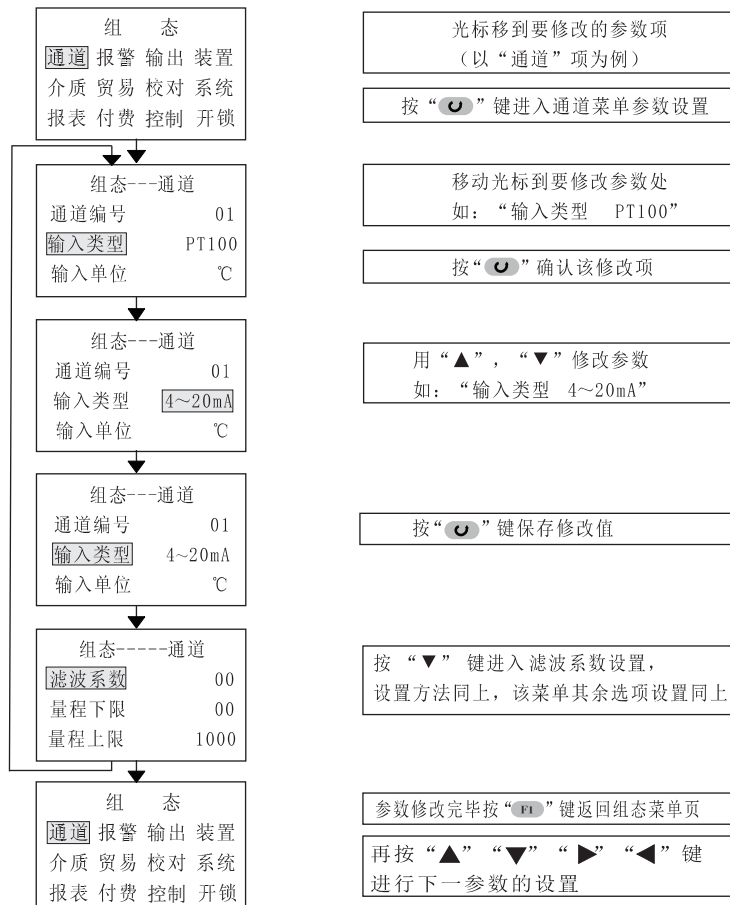 组 态
通道 报警 输出 装置
介质 贸易 校对 系统
报表 付费 控制 开锁
光标移到要修改的参数项
（以“通道”项为例）
按“ ”键进入通道菜单参数设置
组态---通道
通道编号 01
输入类型 PT100
输入单位 ℃
移动光标到要修改参数处
如：“输入类型 PT100”
按“ ”确认该修改项
组态---通道
通道编号 01
输入类型 4～20mA
输入单位 ℃
用“▲”，“▼”修改参数
如：“输入类型 4～20mA”
组态---通道
通道编号 01
输入类型 4～20mA
输入单位 ℃
按“ ”键保存修改值
组态-----通道
滤波系数 00
量程下限 00
量程上限 1000
按 “▼” 键进入滤波系数设置，
设置方法同上，该菜单其余选项设置同上
组 态
通道 报警 输出 装置
介质 贸易 校对 系统
报表 付费 控制 开锁
参数修改完毕按“F1”键返回组态菜单页
再按“▲” “▼” “▶” “◀”键
进行下一参数的设置